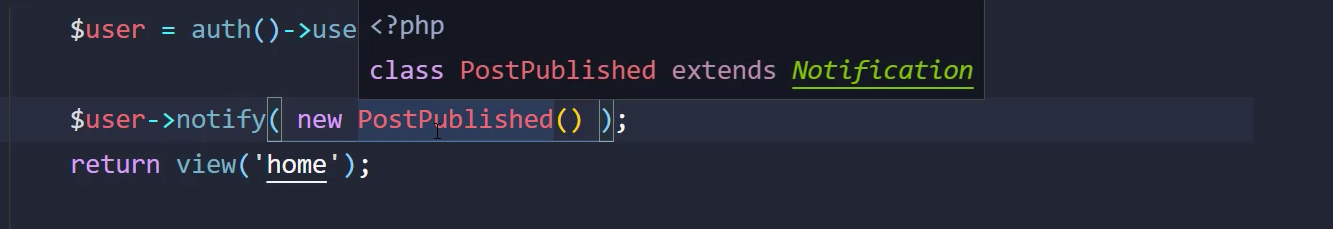 $user = auth()->use
<?php
class PostPublished extends Notification
$user->notify( new PostPublished() );
return view('home');